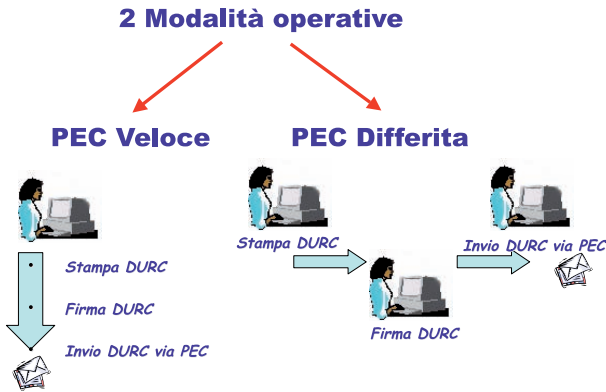 2 Modalità operative
PEC Veloce
Stampa DURC
Firma DURC
Invio DURC via PEC
PEC Differita
Stampa DURC
Firma DURC
Invio DURC via PEC